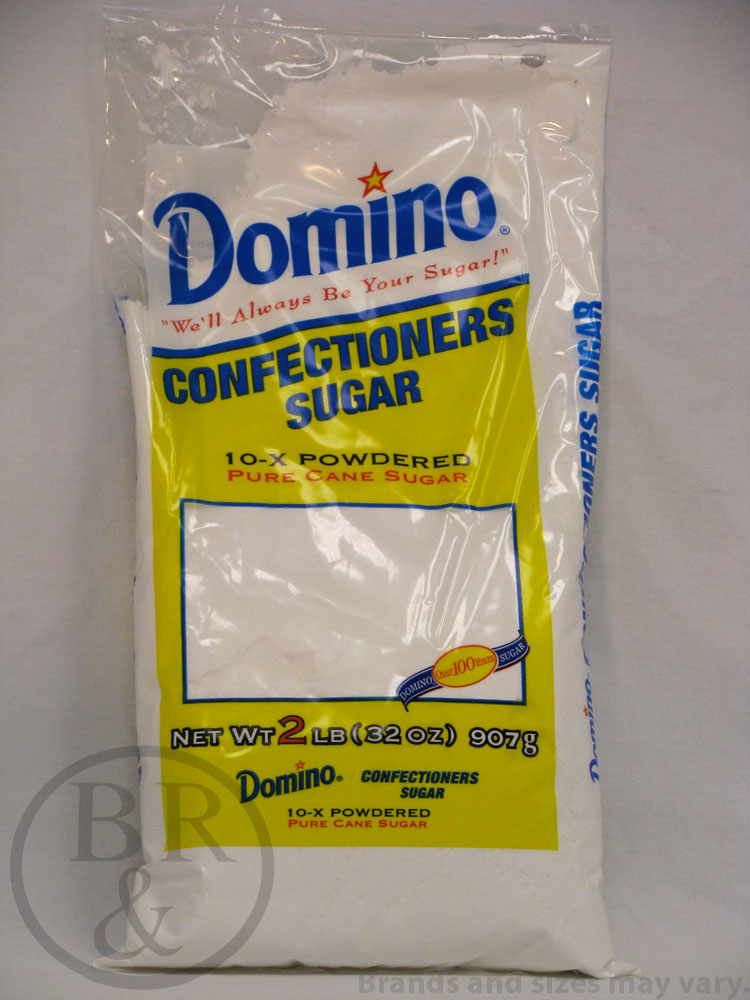 Domino®
"We'll Always Be Your Sugar!"
CONFECTIONERS
SUGAR
10-X POWDERED
PURE CANE SUGAR
DOMINO Over 100 Years SUGAR
NET WT 2 LB (32 OZ) 907g
Domino® CONFECTIONERS
SUGAR
10-X POWDERED
PURE CANE SUGAR
Domino CONFECTIONERS SUGAR
B&R
Brands and sizes may vary.